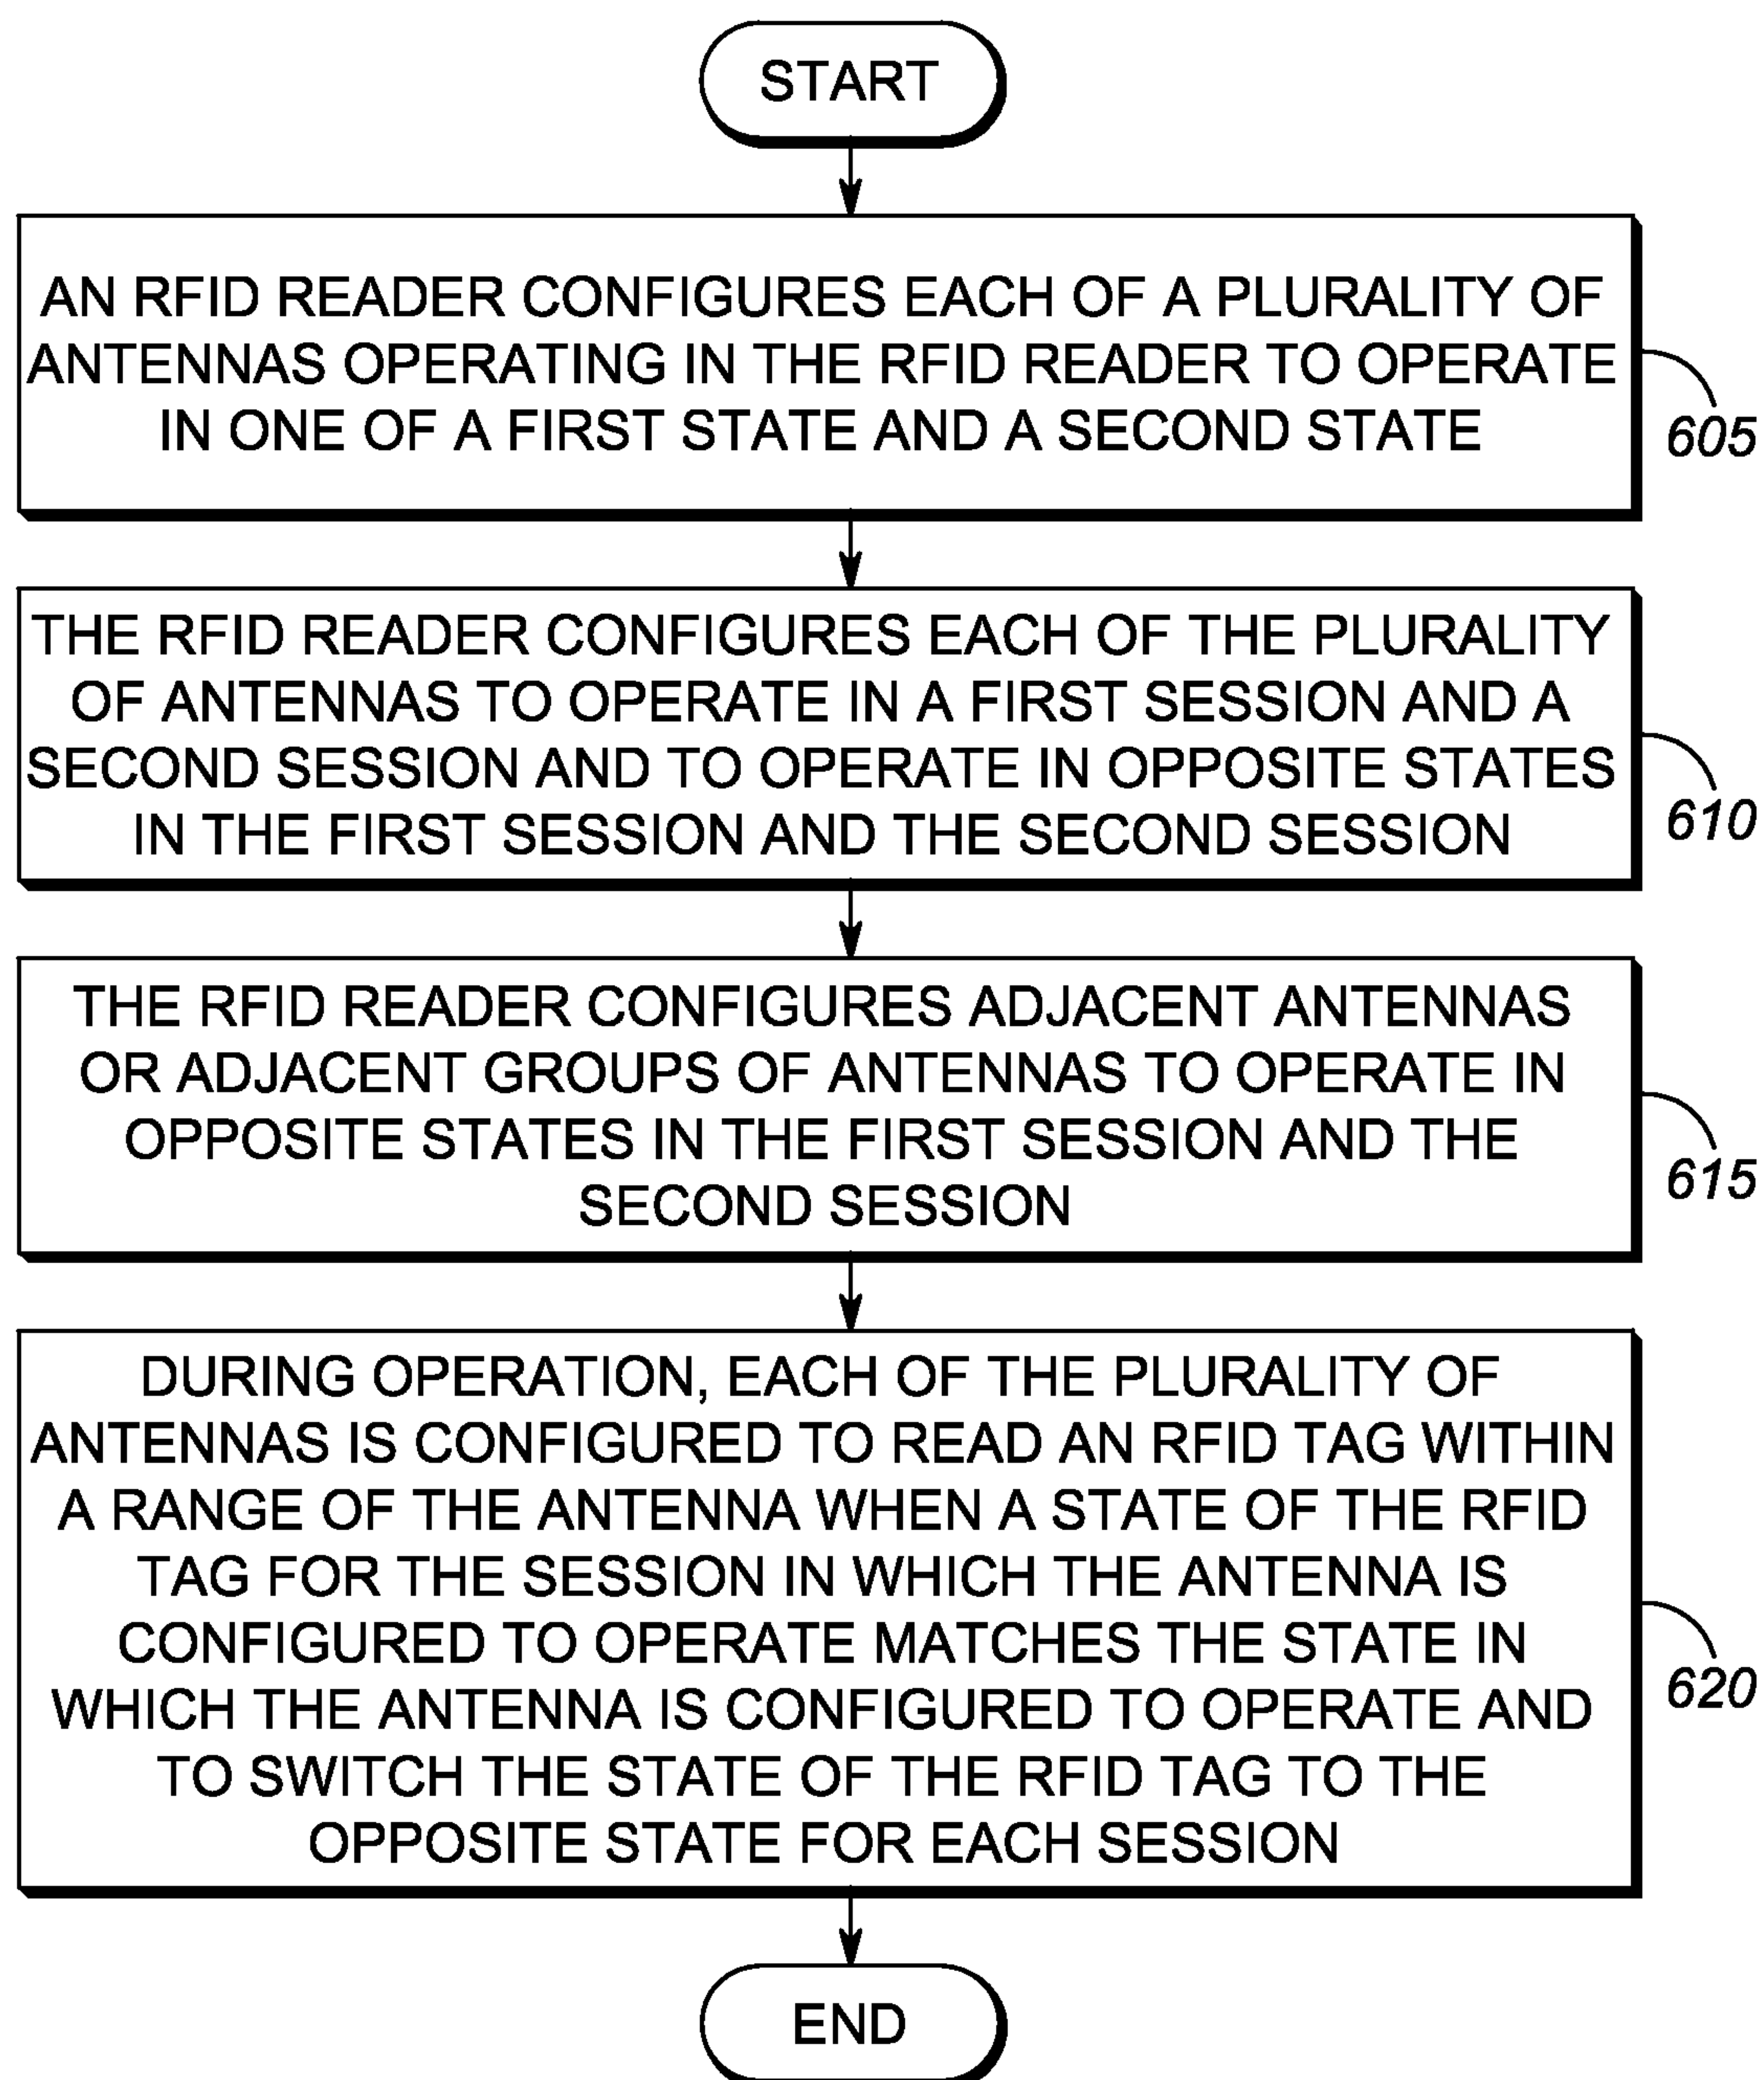 START
AN RFID READER CONFIGURES EACH OF A PLURALITY OF
ANTENNAS OPERATING IN THE RFID READER TO OPERATE
IN ONE OF A FIRST STATE AND A SECOND STATE
605
THE RFID READER CONFIGURES EACH OF THE PLURALITY
OF ANTENNAS TO OPERATE IN A FIRST SESSION AND A
SECOND SESSION AND TO OPERATE IN OPPOSITE STATES
IN THE FIRST SESSION AND THE SECOND SESSION
610
THE RFID READER CONFIGURES ADJACENT ANTENNAS
OR ADJACENT GROUPS OF ANTENNAS TO OPERATE IN
OPPOSITE STATES IN THE FIRST SESSION AND THE
SECOND SESSION
615
DURING OPERATION, EACH OF THE PLURALITY OF
ANTENNAS IS CONFIGURED TO READ AN RFID TAG WITHIN
A RANGE OF THE ANTENNA WHEN A STATE OF THE RFID
TAG FOR THE SESSION IN WHICH THE ANTENNA IS
CONFIGURED TO OPERATE MATCHES THE STATE IN
WHICH THE ANTENNA IS CONFIGURED TO OPERATE AND
TO SWITCH THE STATE OF THE RFID TAG TO THE
OPPOSITE STATE FOR EACH SESSION
620
END